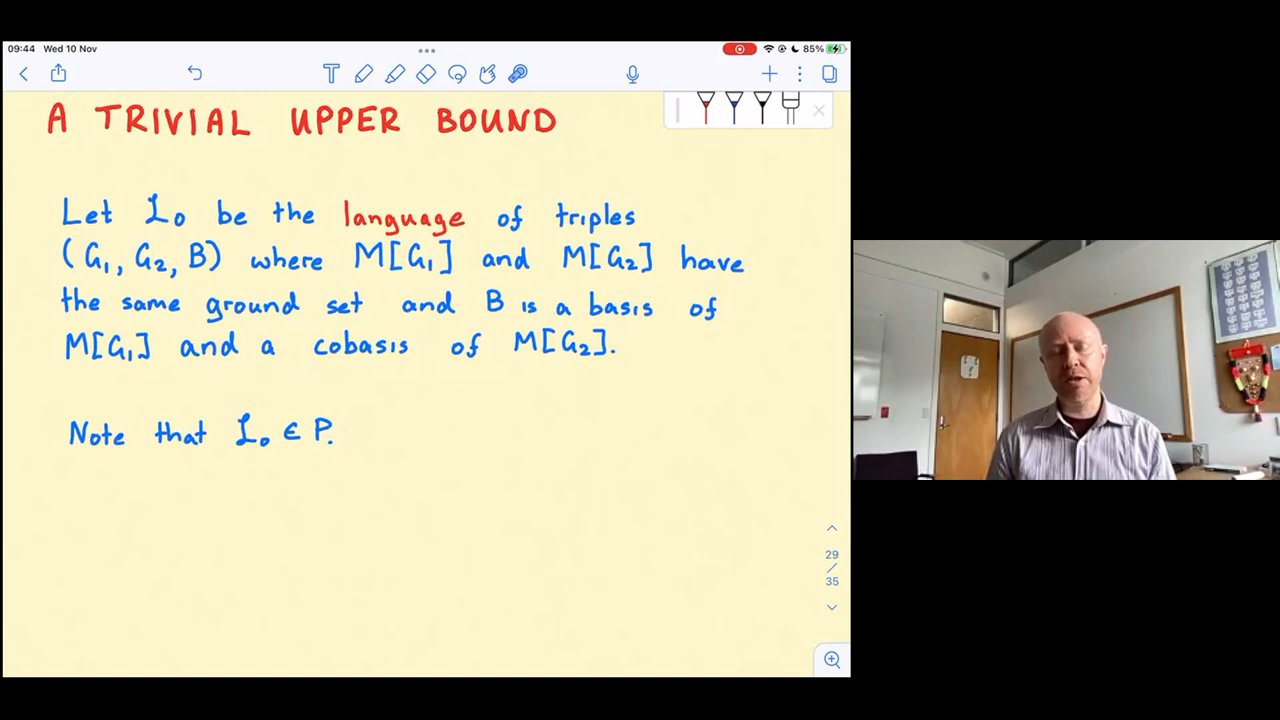 09:44 Wed 10 Nov
85%
A TRIVIAL UPPER BOUND
Let ℒ₀ be the language of triples
(G₁, G₂, B) where M[G₁] and M[G₂] have
the same ground set and B is a basis of
M[G₁] and a cobasis of M[G₂].
Note that ℒ₀ ∈ P.
29
/
35